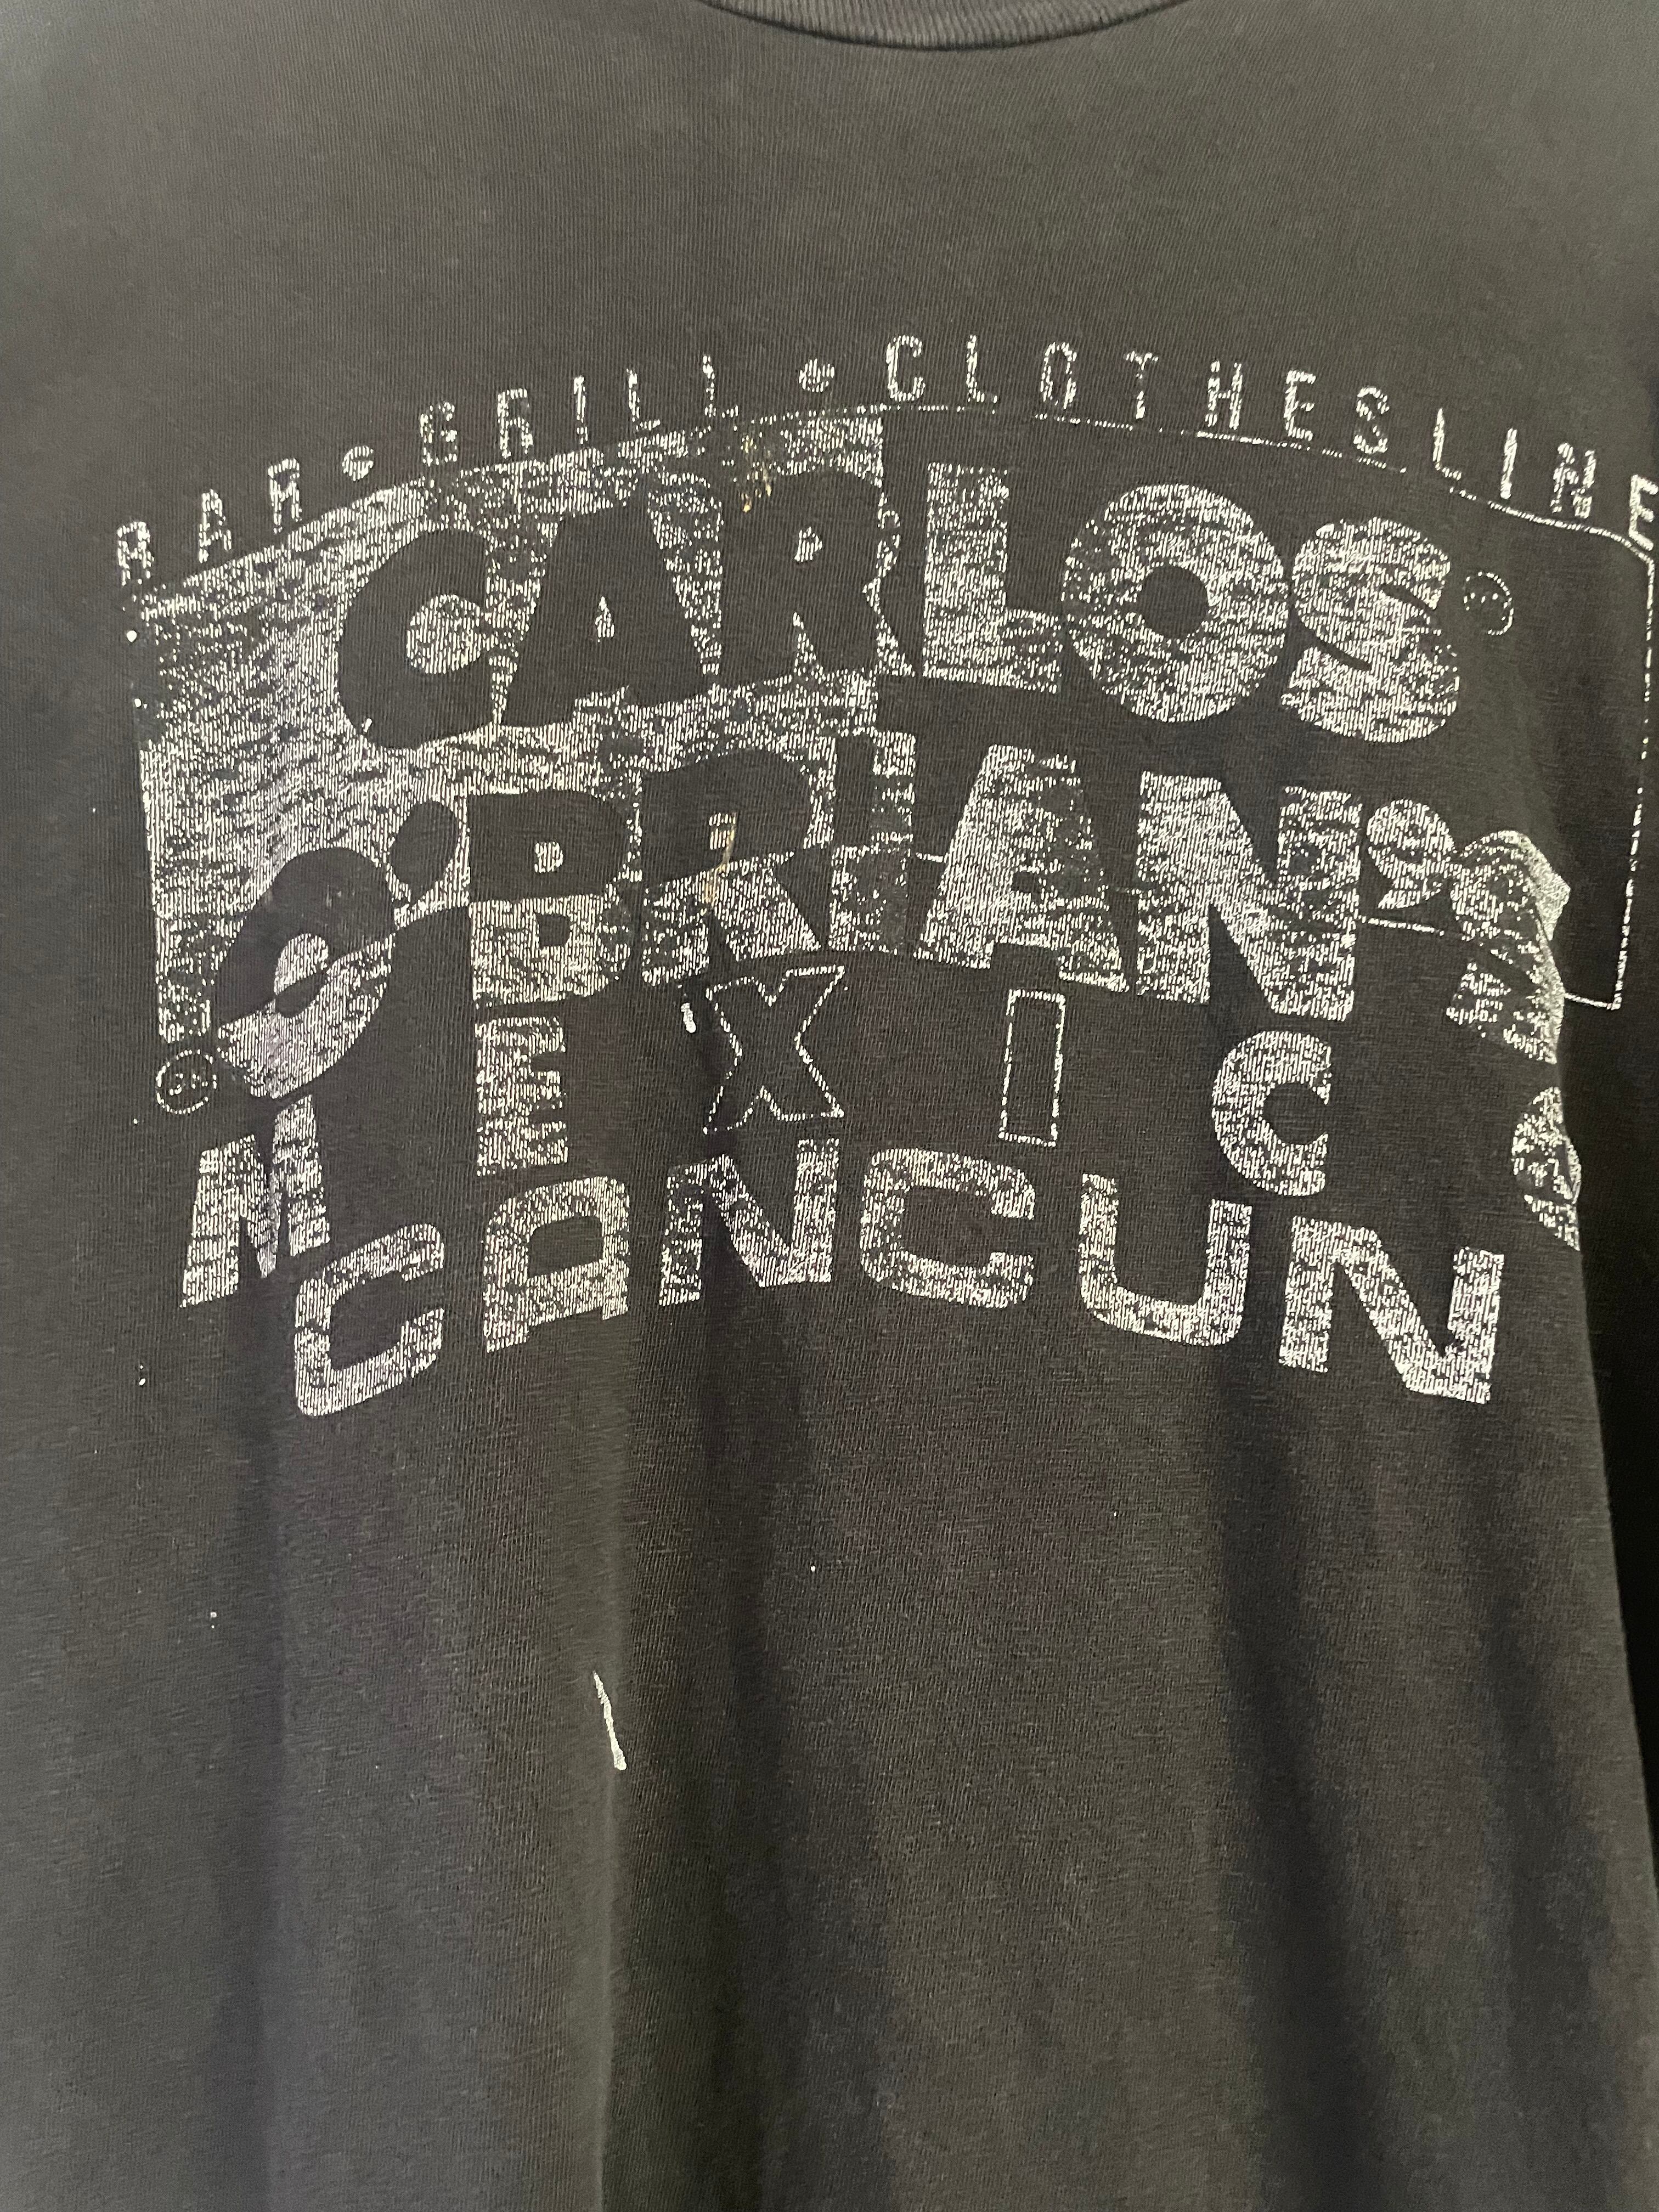 BAR • GRILL • CLOTHESLINE
CARLOS®
O'BRIAN'S®
MEXICO
CANCUN